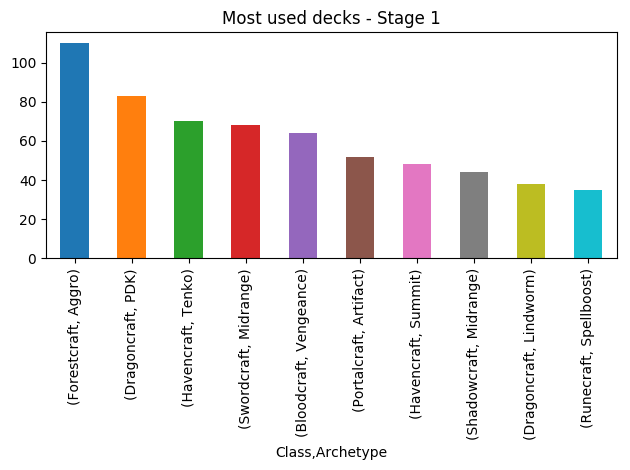 Most used decks - Stage 1
100
80
60
40
20
0
(Forestcraft, Aggro)
(Dragoncraft, PDK)
(Havencraft, Tenko)
(Swordcraft, Midrange)
(Bloodcraft, Vengeance)
(Portalcraft, Artifact)
(Havencraft, Summit)
(Shadowcraft, Midrange)
(Dragoncraft, Lindworm)
(Runecraft, Spellboost)
Class,Archetype